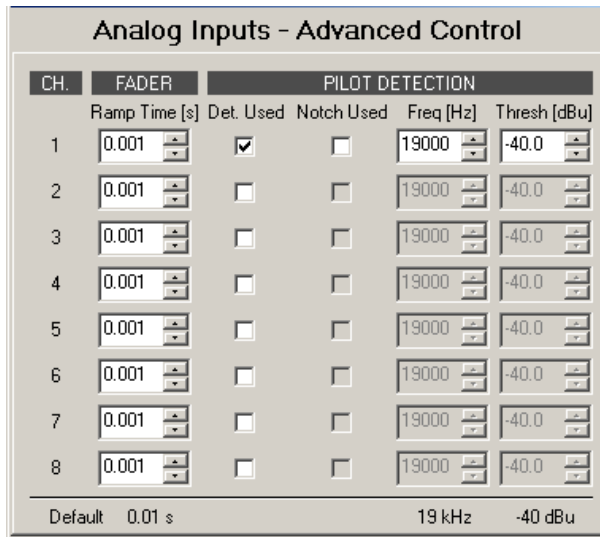 Analog Inputs - Advanced Control
CH. FADER PILOT DETECTION
Ramp Time [s] Det. Used Notch Used Freq [Hz] Thresh [dBu]
1 0.001 19000 -40.0
2 0.001 19000 -40.0
3 0.001 19000 -40.0
4 0.001 19000 -40.0
5 0.001 19000 -40.0
6 0.001 19000 -40.0
7 0.001 19000 -40.0
8 0.001 19000 -40.0
Default 0.01 s 19 kHz -40 dBu